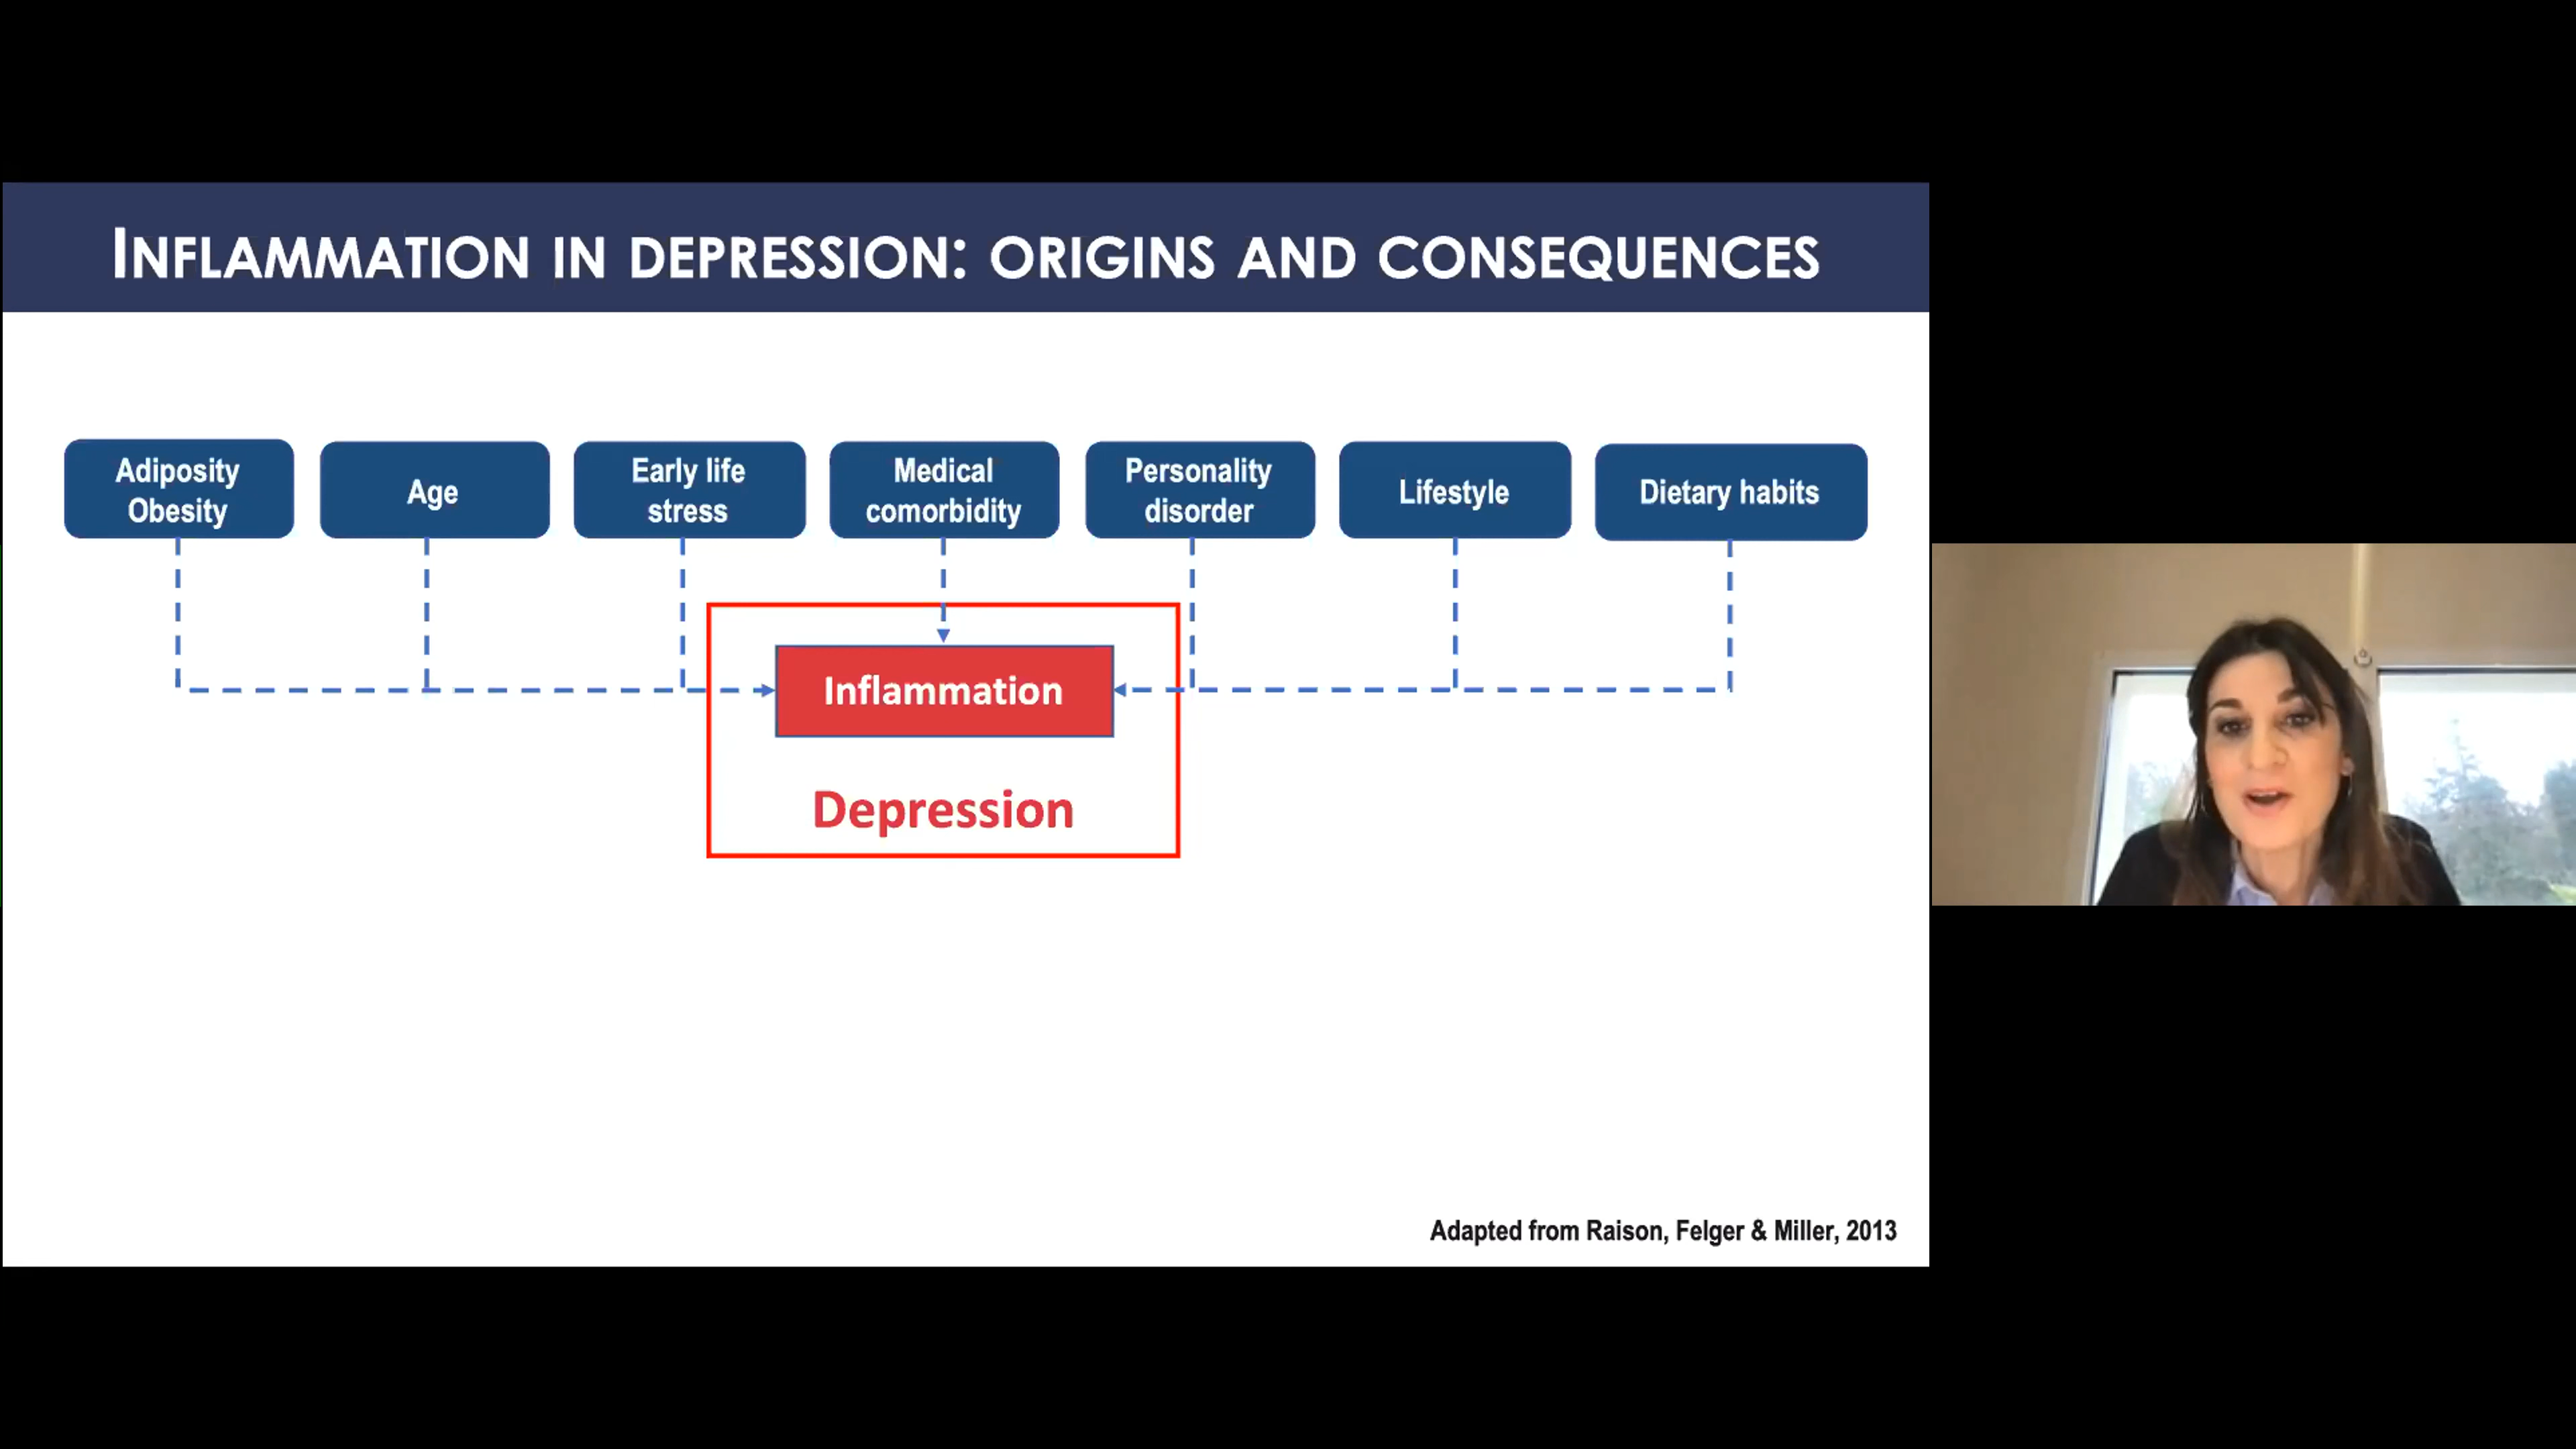 INFLAMMATION IN DEPRESSION: ORIGINS AND CONSEQUENCES
Adiposity
Obesity
Age
Early life
stress
Medical
comorbidity
Personality
disorder
Lifestyle
Dietary habits
Inflammation
Depression
Adapted from Raison, Felger & Miller, 2013